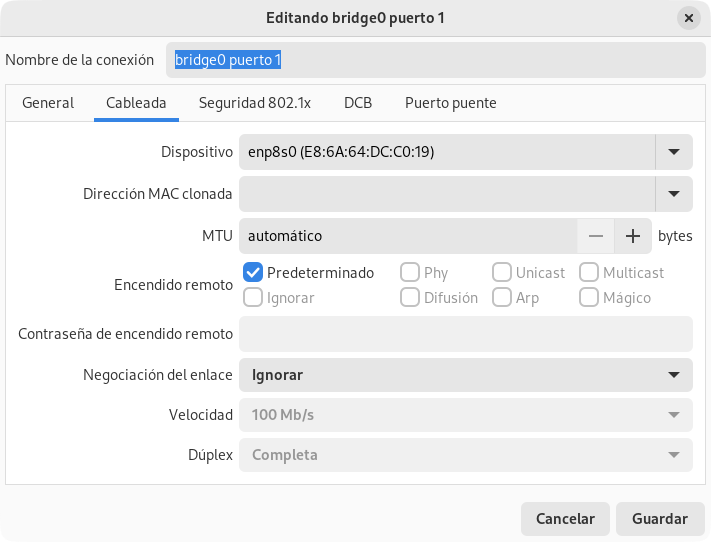 Editando bridge0 puerto 1
Nombre de la conexión bridge0 puerto 1
General Cableada Seguridad 802.1x DCB Puerto puente
Dispositivo enp8s0 (E8:6A:64:DC:C0:19)
Dirección MAC clonada
MTU automático bytes
Encendido remoto
Predeterminado Phy Unicast Multicast
Ignorar Difusión Arp Mágico
Contraseña de encendido remoto
Negociación del enlace Ignorar
Velocidad 100 Mb/s
Dúplex Completa
Cancelar Guardar